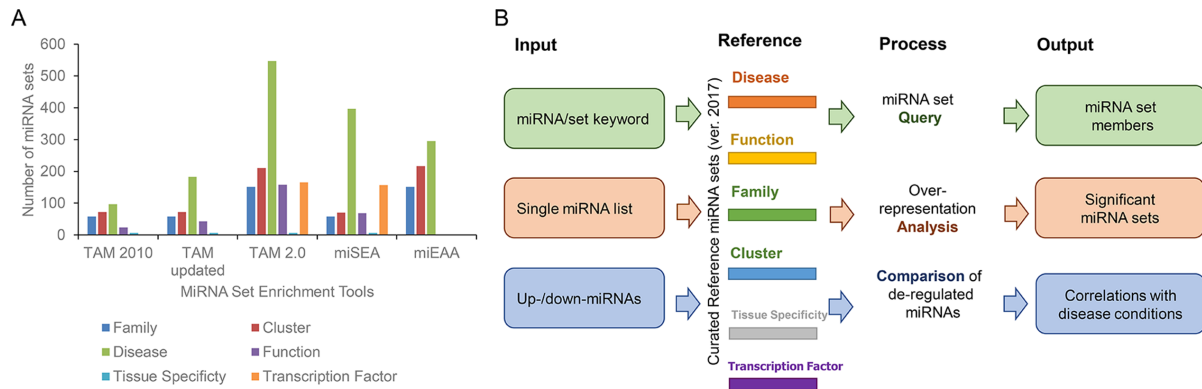 A
Number of miRNA sets
600
500
400
300
200
100
0
TAM 2010
TAM
updated
TAM 2.0
miSEA
miEAA
MiRNA Set Enrichment Tools
Family
Cluster
Disease
Function
Tissue Specificty
Transcription Factor
B
Input
Reference
Process
Output
miRNA/set keyword
Single miRNA list
Up-/down-miRNAs
Curated Reference miRNA sets (ver. 2017)
Disease
Function
Family
Cluster
Tissue Specificity
Transcription Factor
miRNA set
Query
Over-
representation
Analysis
Comparison of
de-regulated
miRNAs
miRNA set
members
Significant
miRNA sets
Correlations with
disease conditions